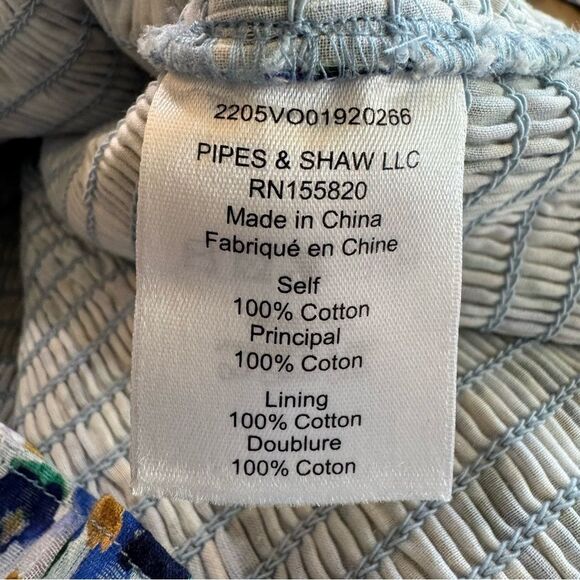 2205VO01920266
PIPES & SHAW LLC
RN155820
Made in China
Fabriqué en Chine
Self
100% Cotton
Principal
100% Coton
Lining
100% Cotton
Doublure
100% Coton